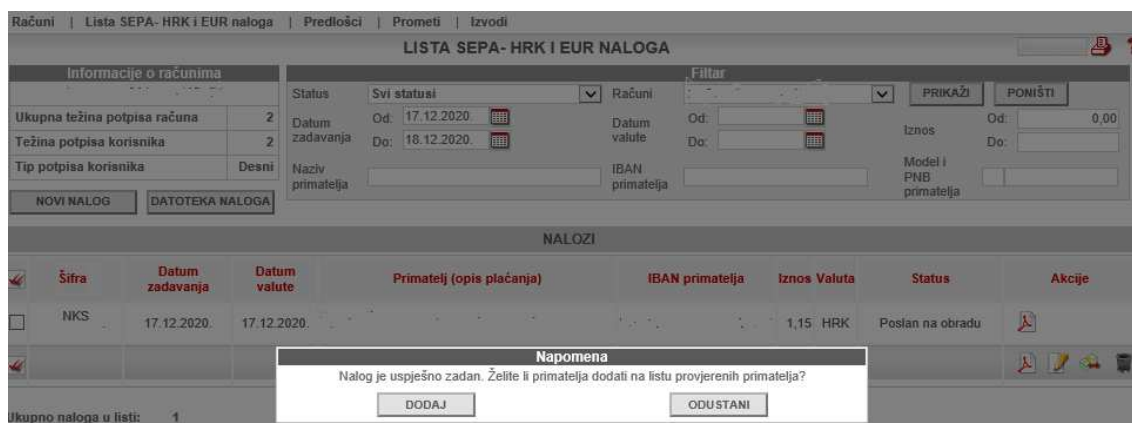 Računi | Lista SEPA- HRK i EUR naloga | Predlošci | Prometi | Izvodi
LISTA SEPA- HRK I EUR NALOGA
Informacije o računima
Ukupna težina potpisa računa 2
Težina potpisa korisnika 2
Tip potpisa korisnika Desni
NOVI NALOG DATOTEKA NALOGA
Filtar
Status Svi statusi Računi PRIKAŽI PONIŠTI
Datum zadavanja Od: 17.12.2020. Do: 18.12.2020.
Datum valute Od: Do:
Iznos Od: 0,00 Do:
Naziv primatelja
IBAN primatelja
Model i PNB primatelja
NALOZI
Šifra Datum zadavanja Datum valute Primatelj (opis plaćanja) IBAN primatelja Iznos Valuta Status Akcije
NKS 17.12.2020. 17.12.2020. 1,15 HRK Poslan na obradu
Napomena
Nalog je uspješno zadan. Želite li primatelja dodati na listu provjerenih primatelja?
DODAJ ODUSTANI
Ukupno naloga u listi: 1